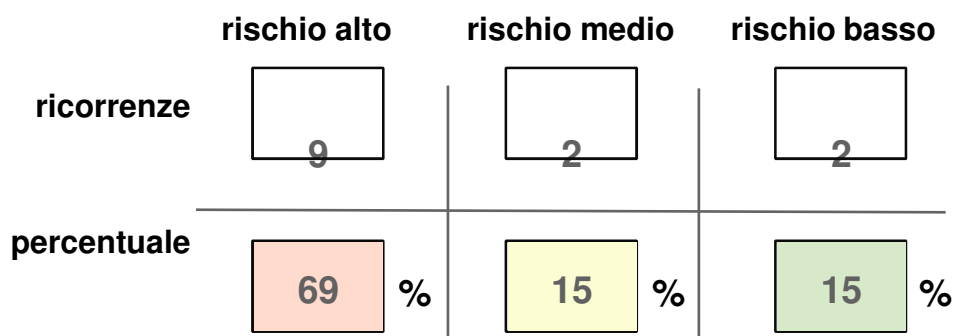 rischio alto rischio medio rischio basso
ricorrenze
9 2 2
percentuale
69 % 15 % 15 %